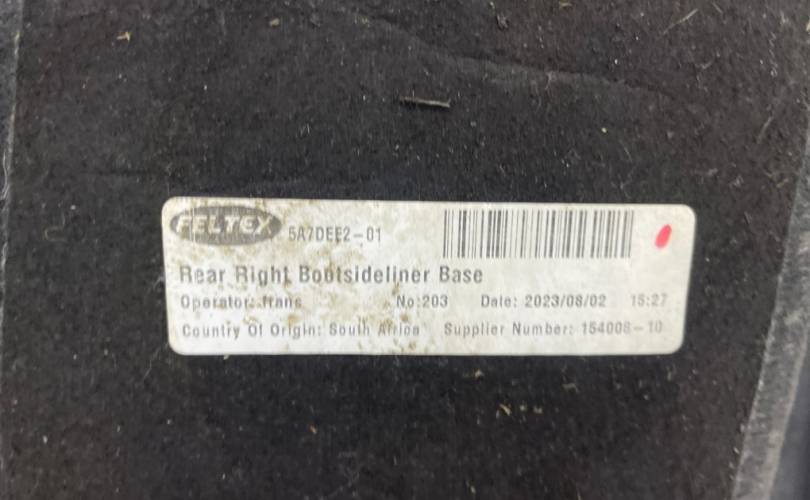 FELTEX 5A7DEE2-01
Rear Right Bootsideliner Base
Operator: frans No:203 Date: 2023/08/02 15:27
Country Of Origin: South Africa Supplier Number: 154008-10